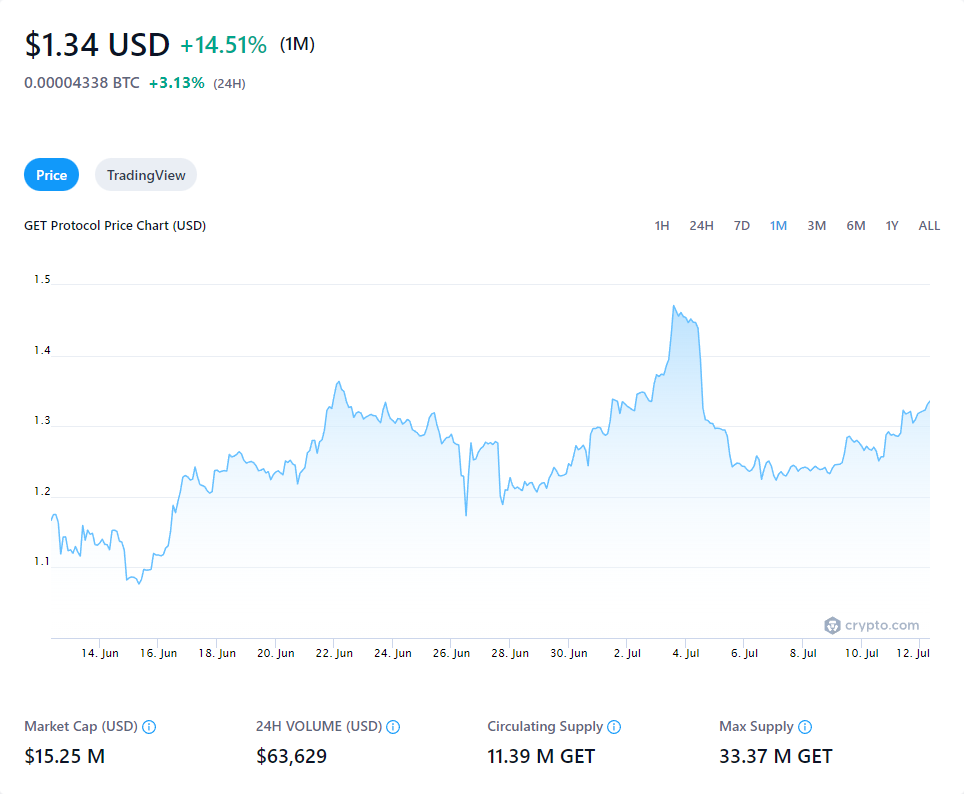 $1.34 USD +14.51% (1M)
0.00004338 BTC +3.13% (24H)
Price TradingView
GET Protocol Price Chart (USD) 1H 24H 7D 1M 3M 6M 1Y ALL
1.5
1.4
1.3
1.2
1.1
crypto.com
14. Jun 16. Jun 18. Jun 20. Jun 22. Jun 24. Jun 26. Jun 28. Jun 30. Jun 2. Jul 4. Jul 6. Jul 8. Jul 10. Jul 12. Jul
Market Cap (USD) 24H VOLUME (USD) Circulating Supply Max Supply
$15.25 M $63,629 11.39 M GET 33.37 M GET